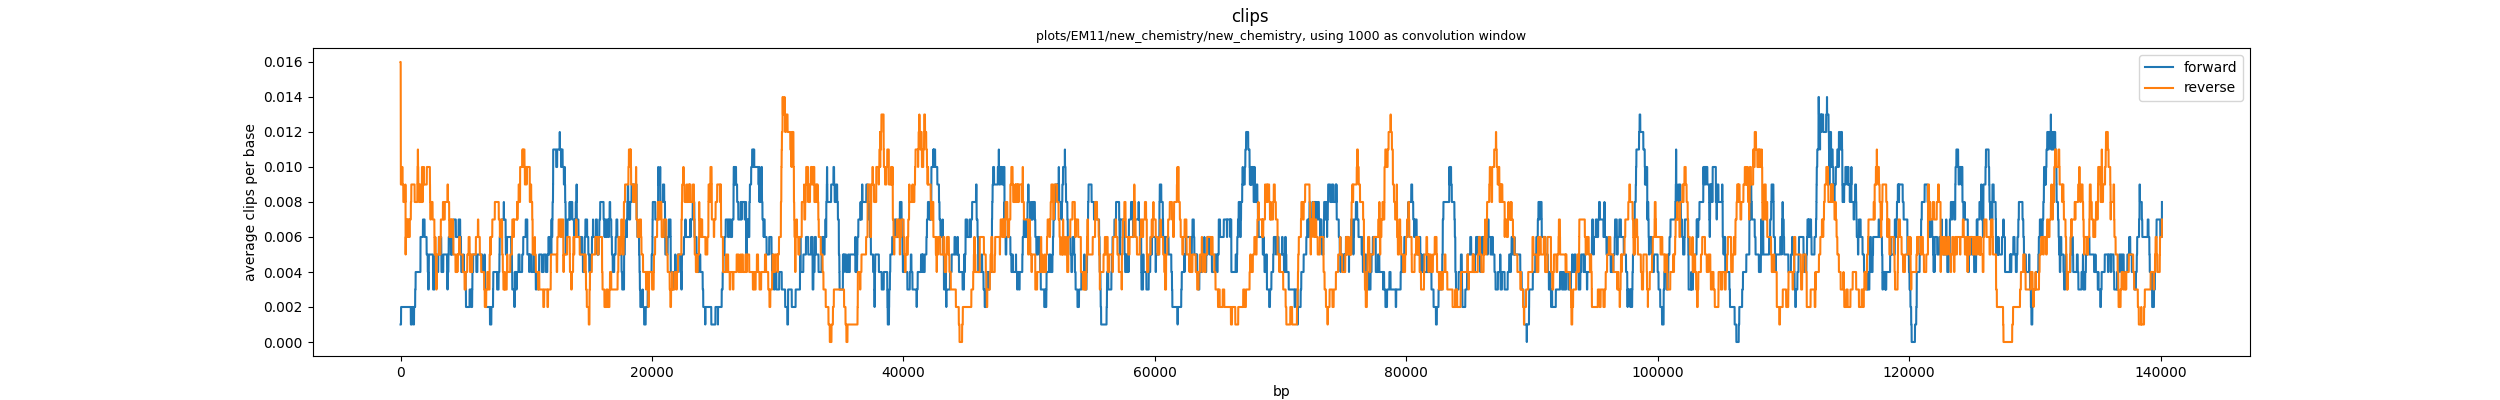 clips
plots/EM11/new_chemistry/new_chemistry, using 1000 as convolution window
forward
reverse
average clips per base
0.016
0.014
0.012
0.010
0.008
0.006
0.004
0.002
0.000
0 20000 40000 60000 80000 100000 120000 140000
bp